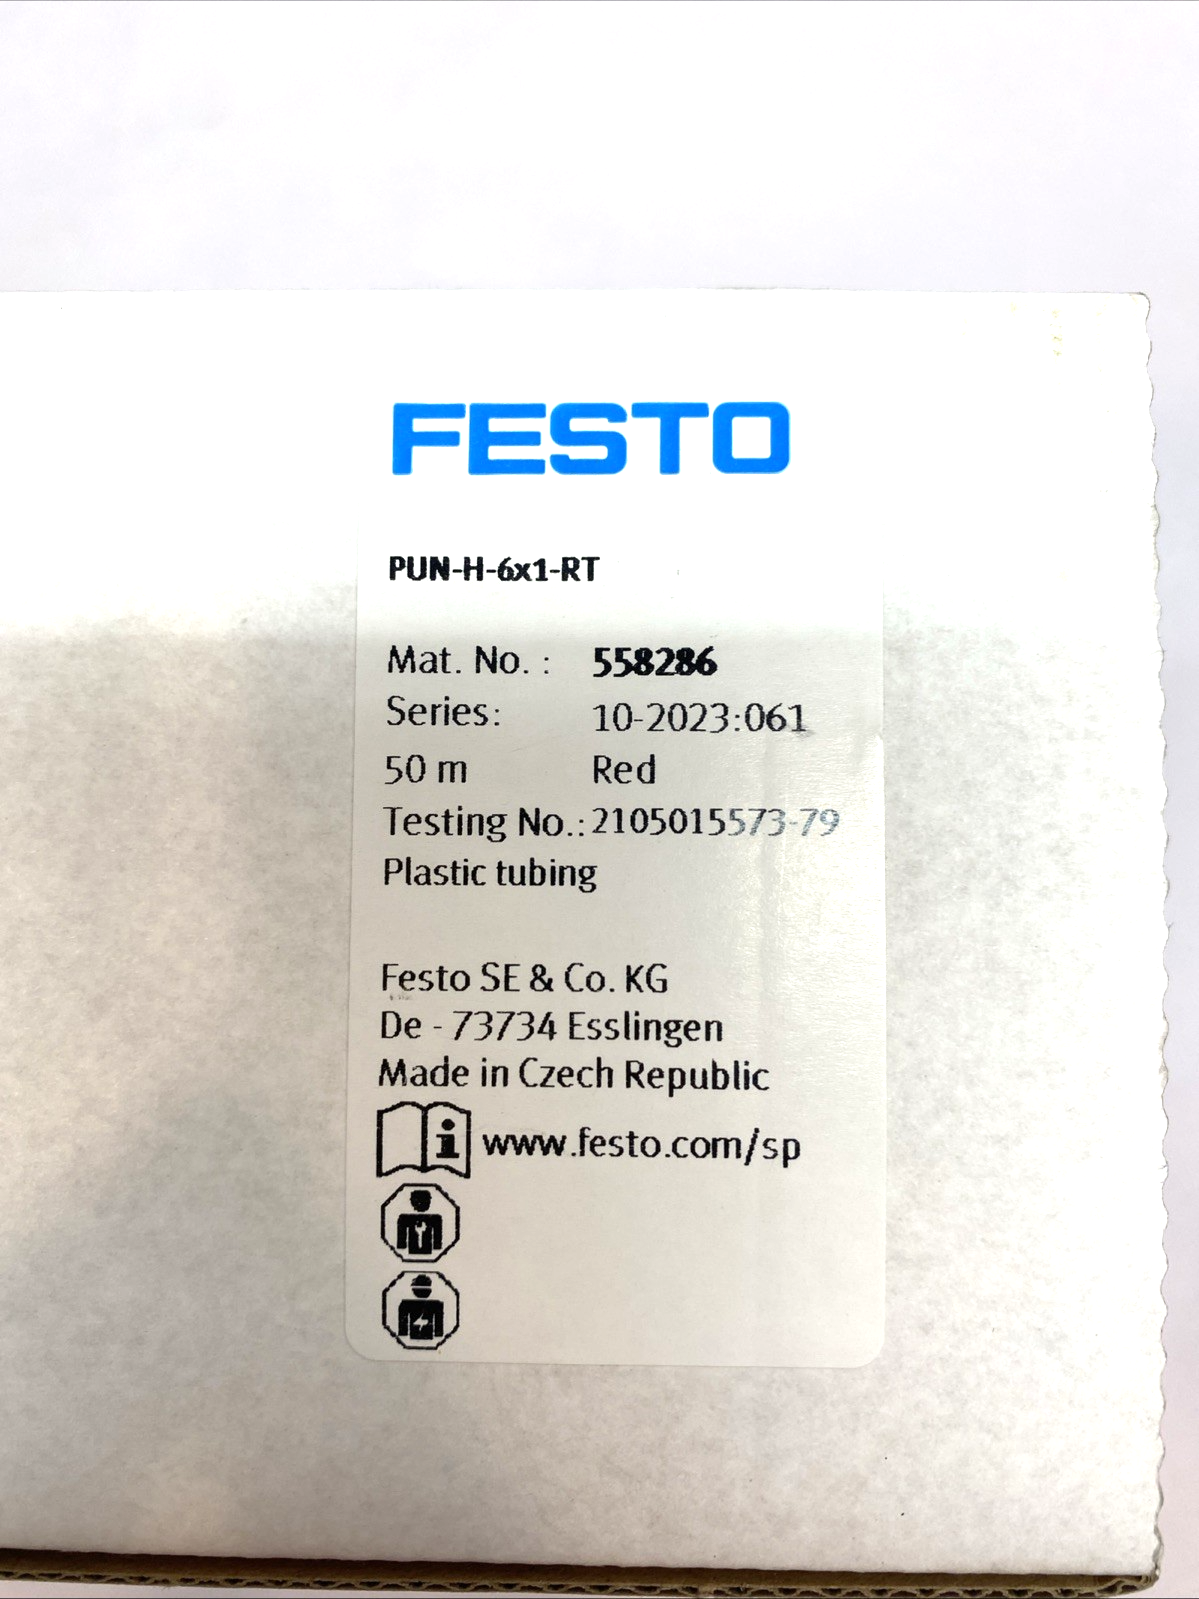 FESTO
PUN-H-6x1-RT
Mat. No. : 558286
Series: 10-2023:061
50 m Red
Testing No.: 2105015573-79
Plastic tubing
Festo SE & Co. KG
De - 73734 Esslingen
Made in Czech Republic
i www.festo.com/sp